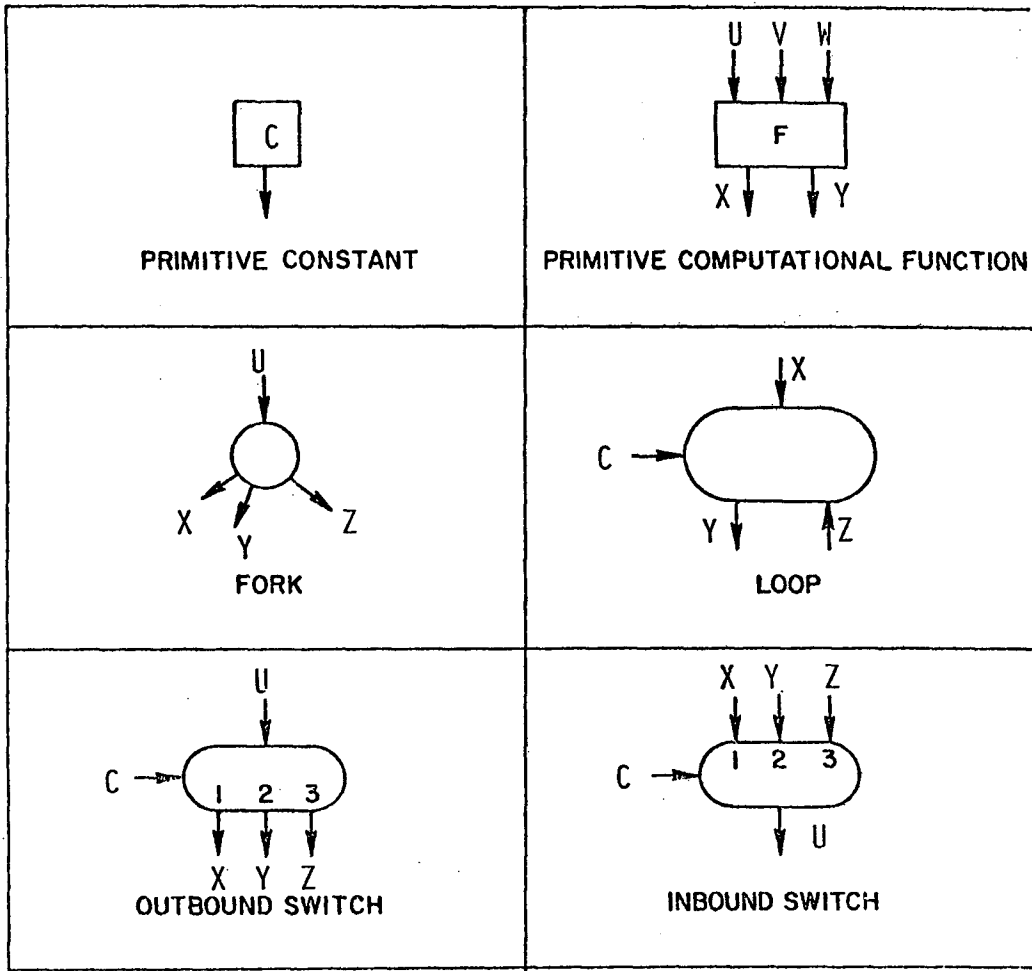 C
PRIMITIVE CONSTANT
U V W
F
X Y
PRIMITIVE COMPUTATIONAL FUNCTION
U
X
Y
Z
FORK
X
C
Y Z
LOOP
U
C
1 2 3
X Y Z
OUTBOUND SWITCH
X Y Z
1 2 3
C
U
INBOUND SWITCH